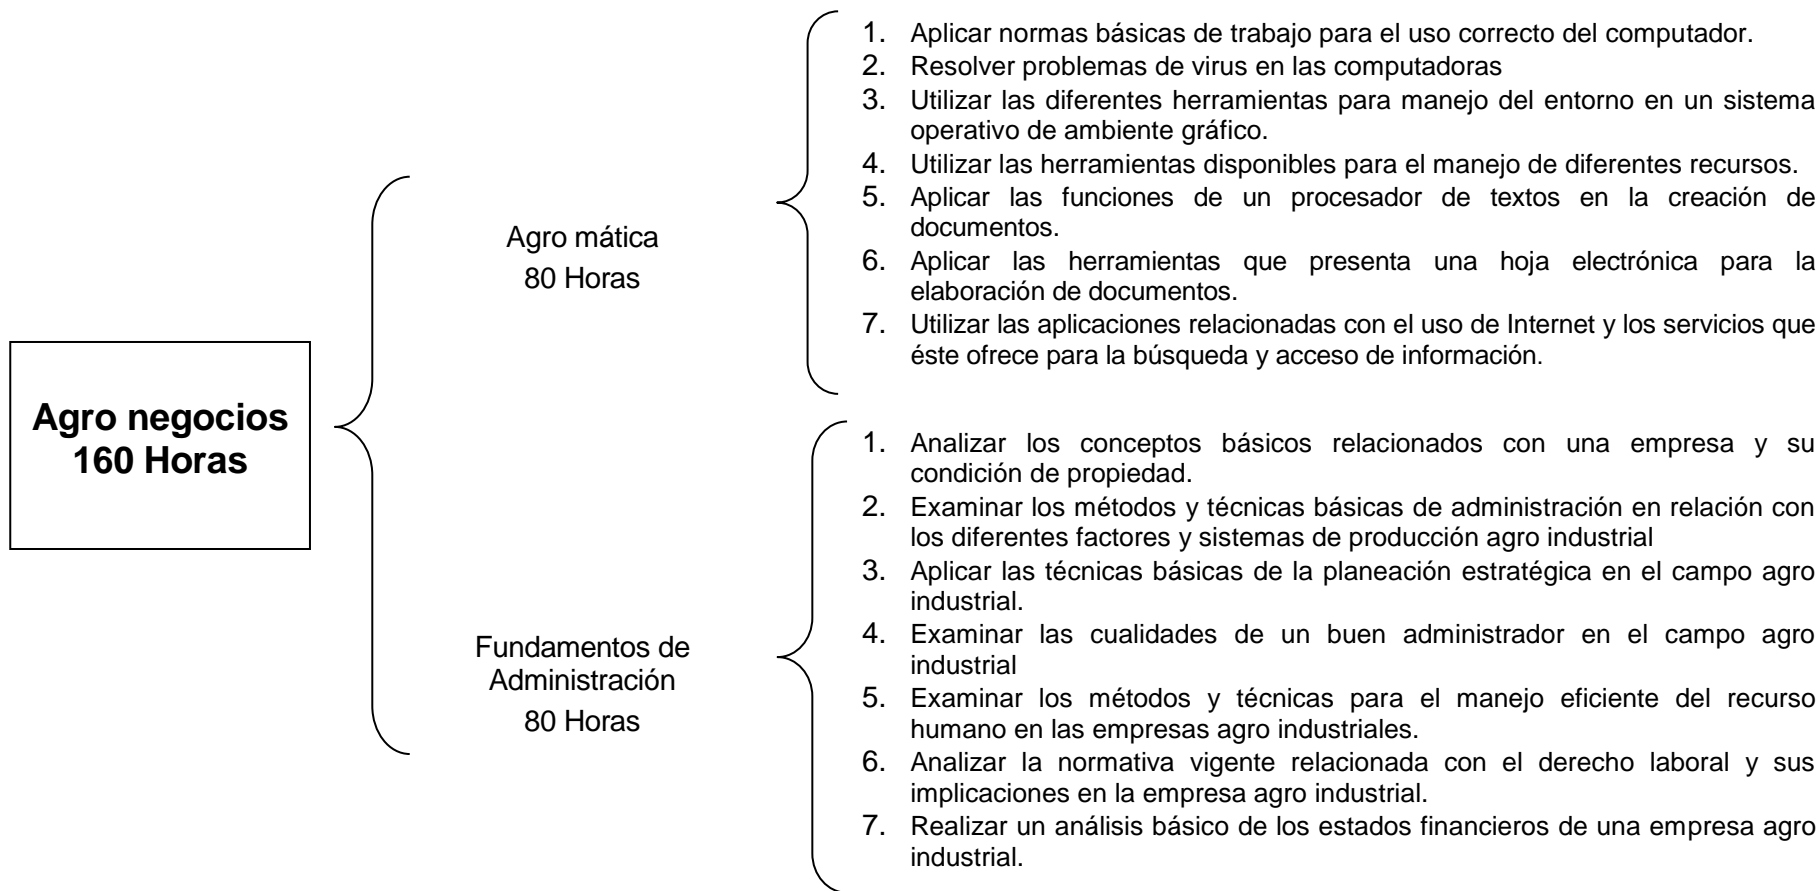 Agro negocios
160 Horas
Agro mática
80 Horas
1. Aplicar normas básicas de trabajo para el uso correcto del computador.
2. Resolver problemas de virus en las computadoras
3. Utilizar las diferentes herramientas para manejo del entorno en un sistema
operativo de ambiente gráfico.
4. Utilizar las herramientas disponibles para el manejo de diferentes recursos.
5. Aplicar las funciones de un procesador de textos en la creación de
documentos.
6. Aplicar las herramientas que presenta una hoja electrónica para la
elaboración de documentos.
7. Utilizar las aplicaciones relacionadas con el uso de Internet y los servicios que
éste ofrece para la búsqueda y acceso de información.
Fundamentos de
Administración
80 Horas
1. Analizar los conceptos básicos relacionados con una empresa y su
condición de propiedad.
2. Examinar los métodos y técnicas básicas de administración en relación con
los diferentes factores y sistemas de producción agro industrial
3. Aplicar las técnicas básicas de la planeación estratégica en el campo agro
industrial.
4. Examinar las cualidades de un buen administrador en el campo agro
industrial
5. Examinar los métodos y técnicas para el manejo eficiente del recurso
humano en las empresas agro industriales.
6. Analizar la normativa vigente relacionada con el derecho laboral y sus
implicaciones en la empresa agro industrial.
7. Realizar un análisis básico de los estados financieros de una empresa agro
industrial.